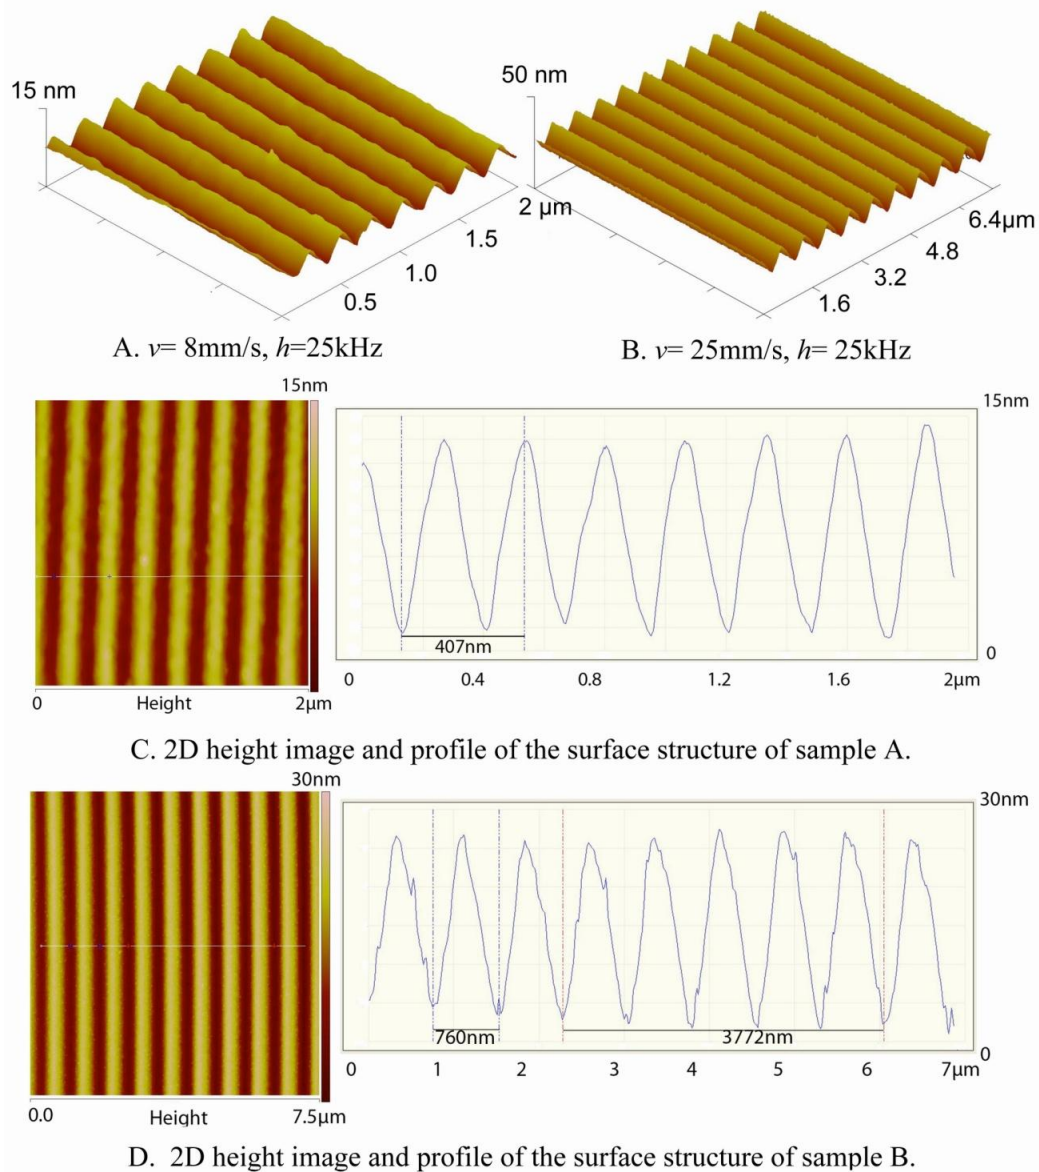 15 nm
50 nm
2 µm
1.5
1.0
0.5
6.4µm
4.8
3.2
1.6
A. v= 8mm/s, h=25kHz
B. v= 25mm/s, h= 25kHz
15nm
15nm
407nm
0
0 Height 2µm
0 0.4 0.8 1.2 1.6 2µm
C. 2D height image and profile of the surface structure of sample A.
30nm
30nm
760nm
3772nm
0
0.0 Height 7.5µm
0 1 2 3 4 5 6 7µm
D. 2D height image and profile of the surface structure of sample B.